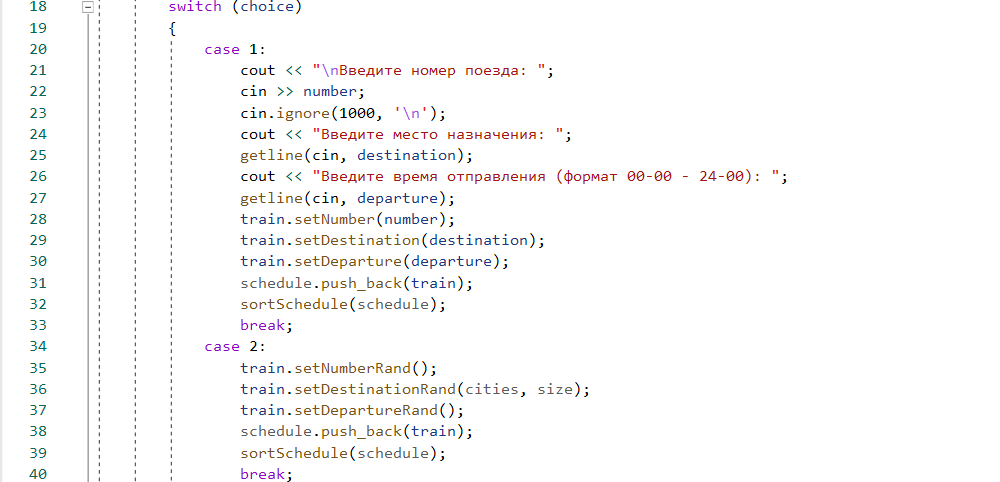 18 switch (choice)
19 {
20 case 1:
21 cout << "\nВведите номер поезда: ";
22 cin >> number;
23 cin.ignore(1000, '\n');
24 cout << "Введите место назначения: ";
25 getline(cin, destination);
26 cout << "Введите время отправления (формат 00-00 - 24-00): ";
27 getline(cin, departure);
28 train.setNumber(number);
29 train.setDestination(destination);
30 train.setDeparture(departure);
31 schedule.push_back(train);
32 sortSchedule(schedule);
33 break;
34 case 2:
35 train.setNumberRand();
36 train.setDestinationRand(cities, size);
37 train.setDepartureRand();
38 schedule.push_back(train);
39 sortSchedule(schedule);
40 break;